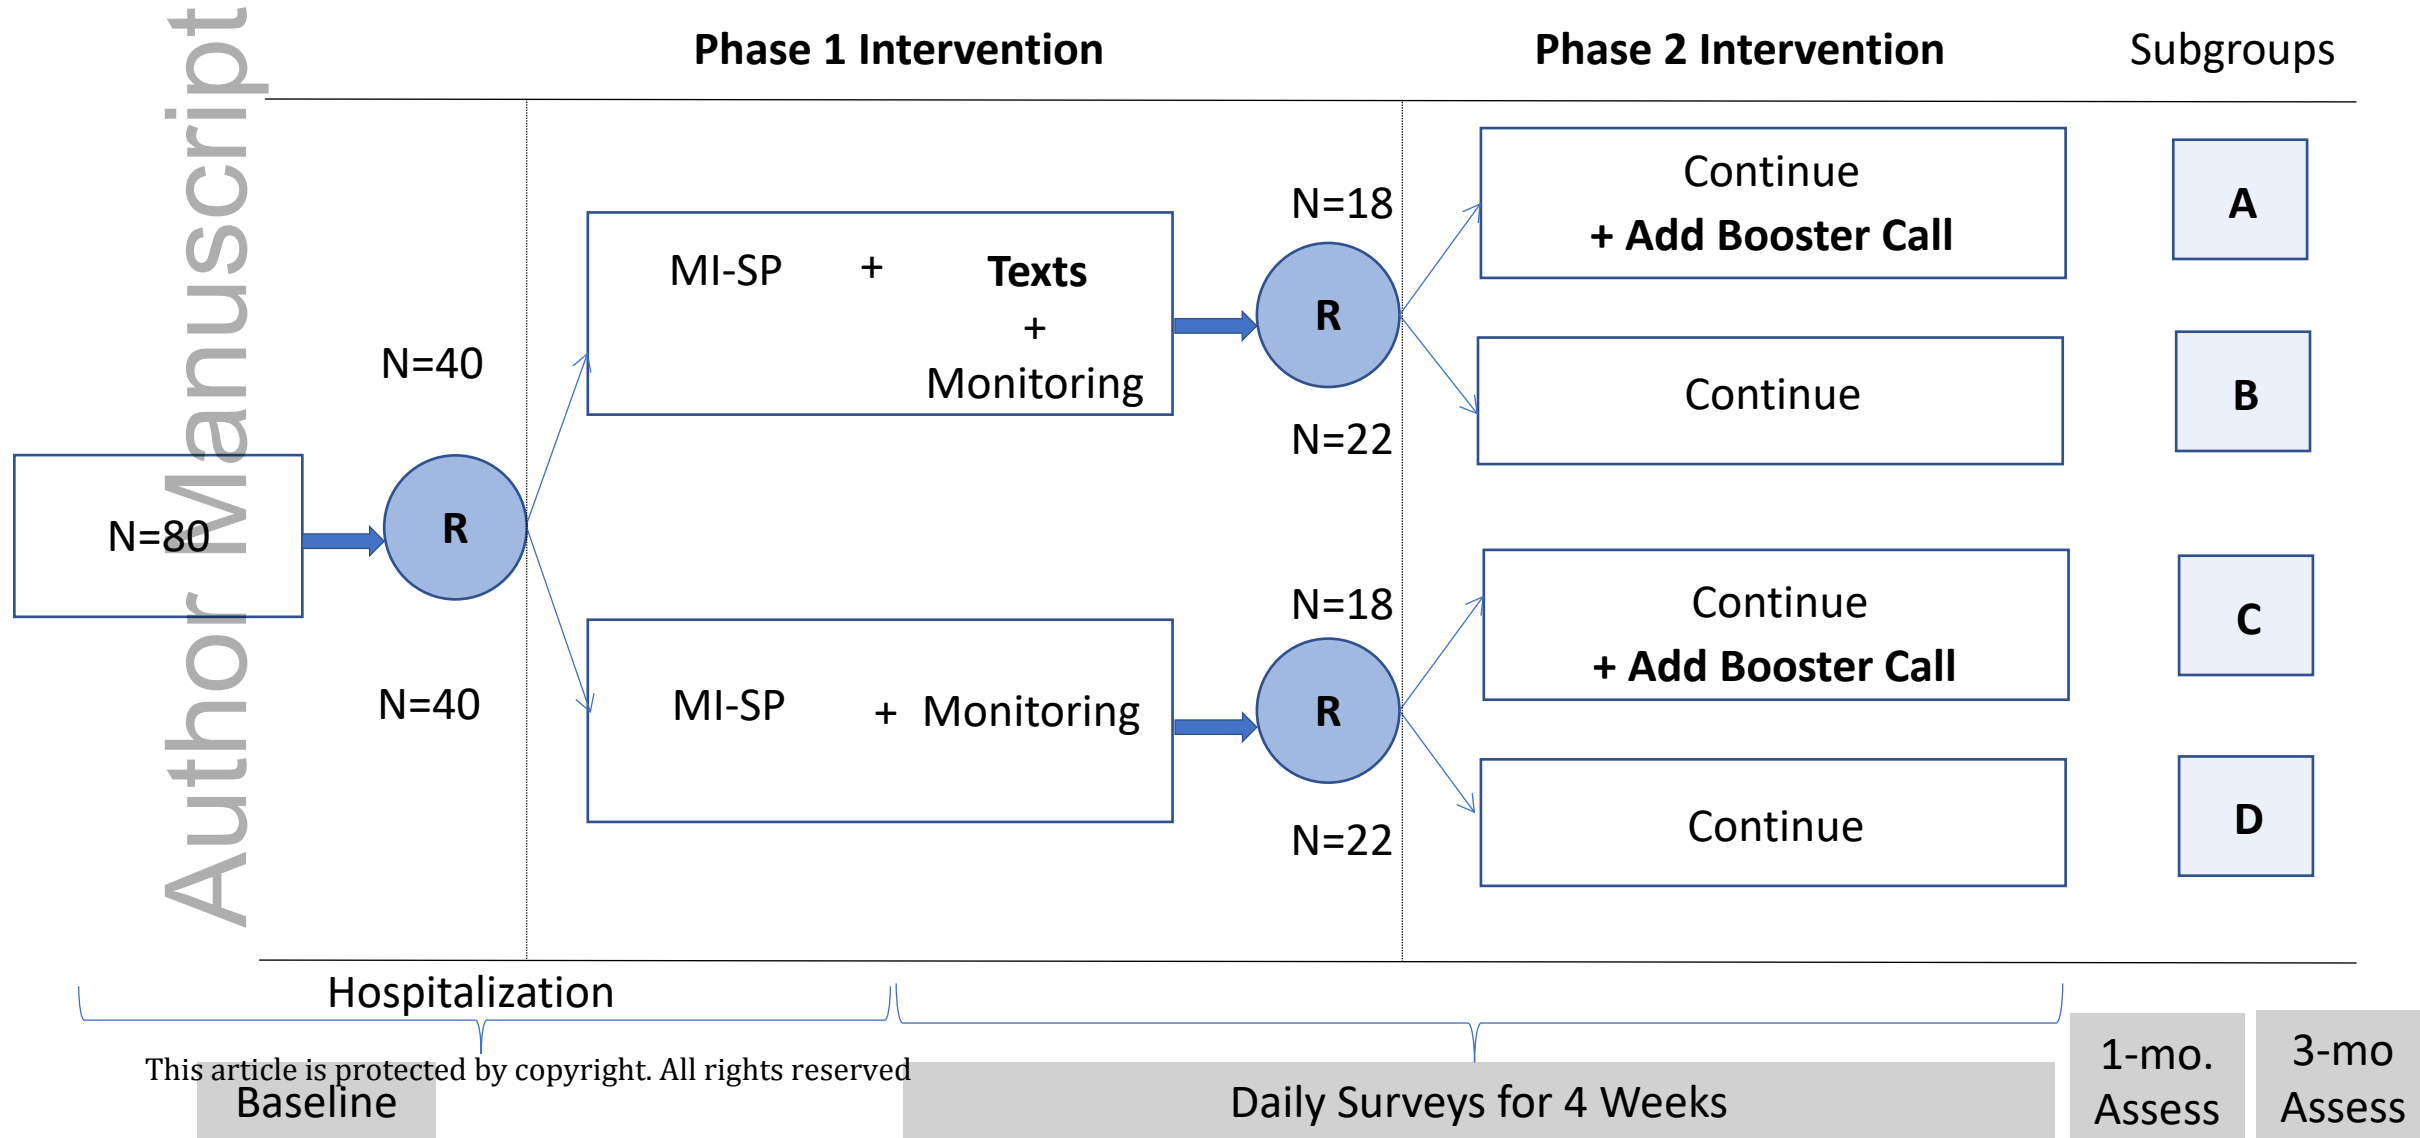 Author Manuscript
Phase 1 Intervention
Phase 2 Intervention
Subgroups
N=80
R
N=40
N=40
MI-SP + Texts
+
Monitoring
MI-SP + Monitoring
N=18
R
N=22
N=18
R
N=22
Continue
+ Add Booster Call
Continue
Continue
+ Add Booster Call
Continue
A
B
C
D
Hospitalization
This article is protected by copyright. All rights reserved
Baseline
Daily Surveys for 4 Weeks
1-mo.
Assess
3-mo
Assess